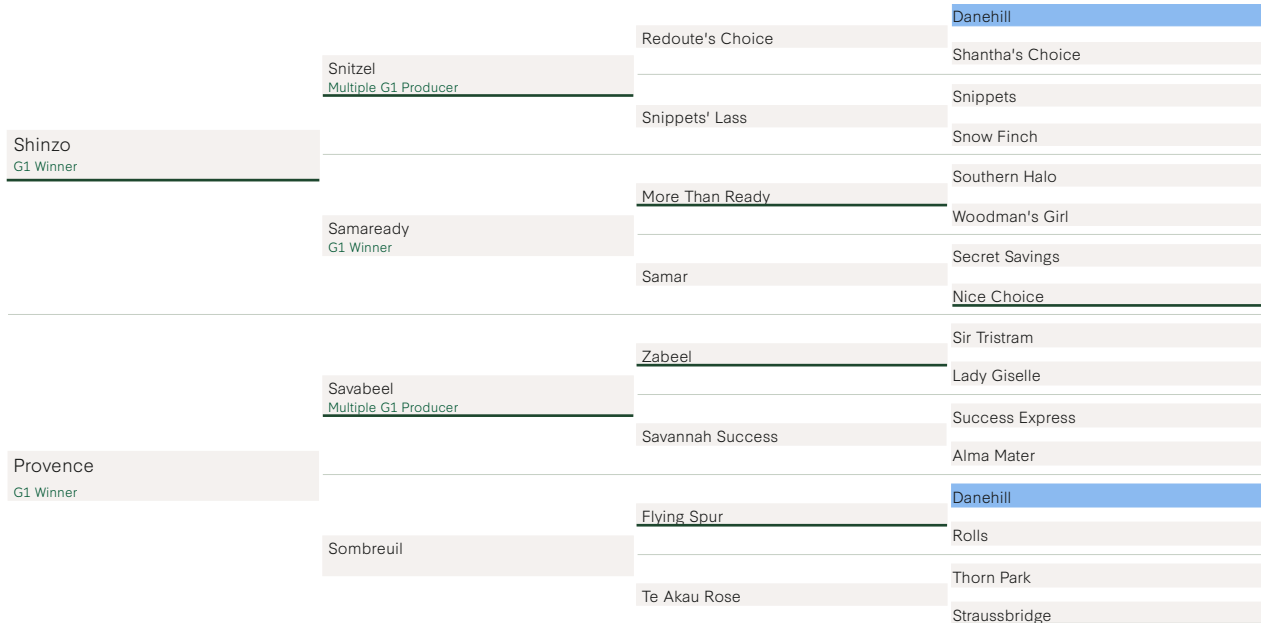 Danehill
Redoute's Choice
Shantha's Choice
Snitzel
Multiple G1 Producer
Snippets
Snippets' Lass
Snow Finch
Shinzo
G1 Winner
Southern Halo
More Than Ready
Woodman's Girl
Samaready
G1 Winner
Secret Savings
Samar
Nice Choice
Sir Tristram
Zabeel
Lady Giselle
Savabeel
Multiple G1 Producer
Success Express
Savannah Success
Alma Mater
Provence
G1 Winner
Danehill
Flying Spur
Rolls
Sombreuil
Thorn Park
Te Akau Rose
Straussbridge